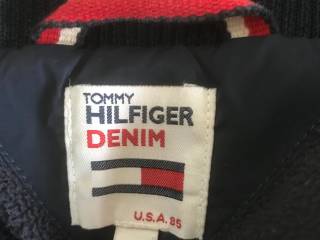 TOMMY
HILFIGER
DENIM
U.S.A. 85